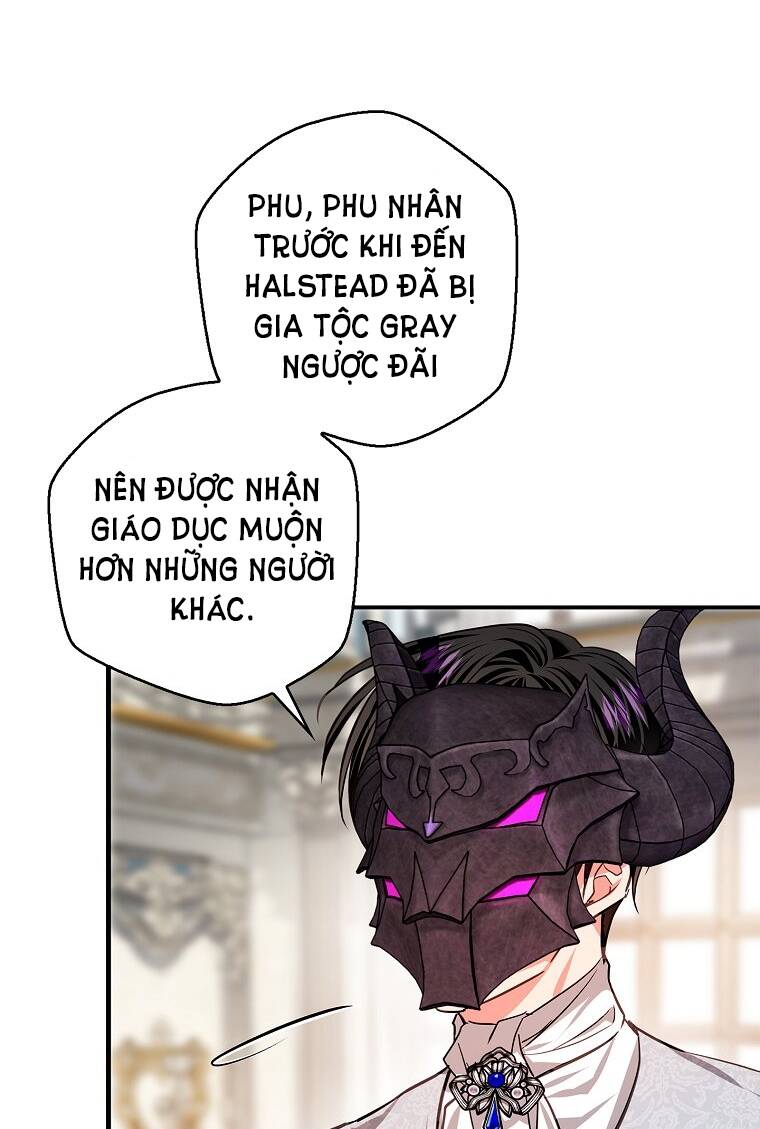 PHU, PHU NHÂN
TRƯỚC KHI ĐẾN
HALSTEAD ĐÃ BỊ
GIA TỘC GRAY
NGƯỢC ĐÃI
NÊN ĐƯỢC NHẬN
GIÁO DỤC MUỘN
HƠN NHỮNG NGƯỜI
KHÁC.